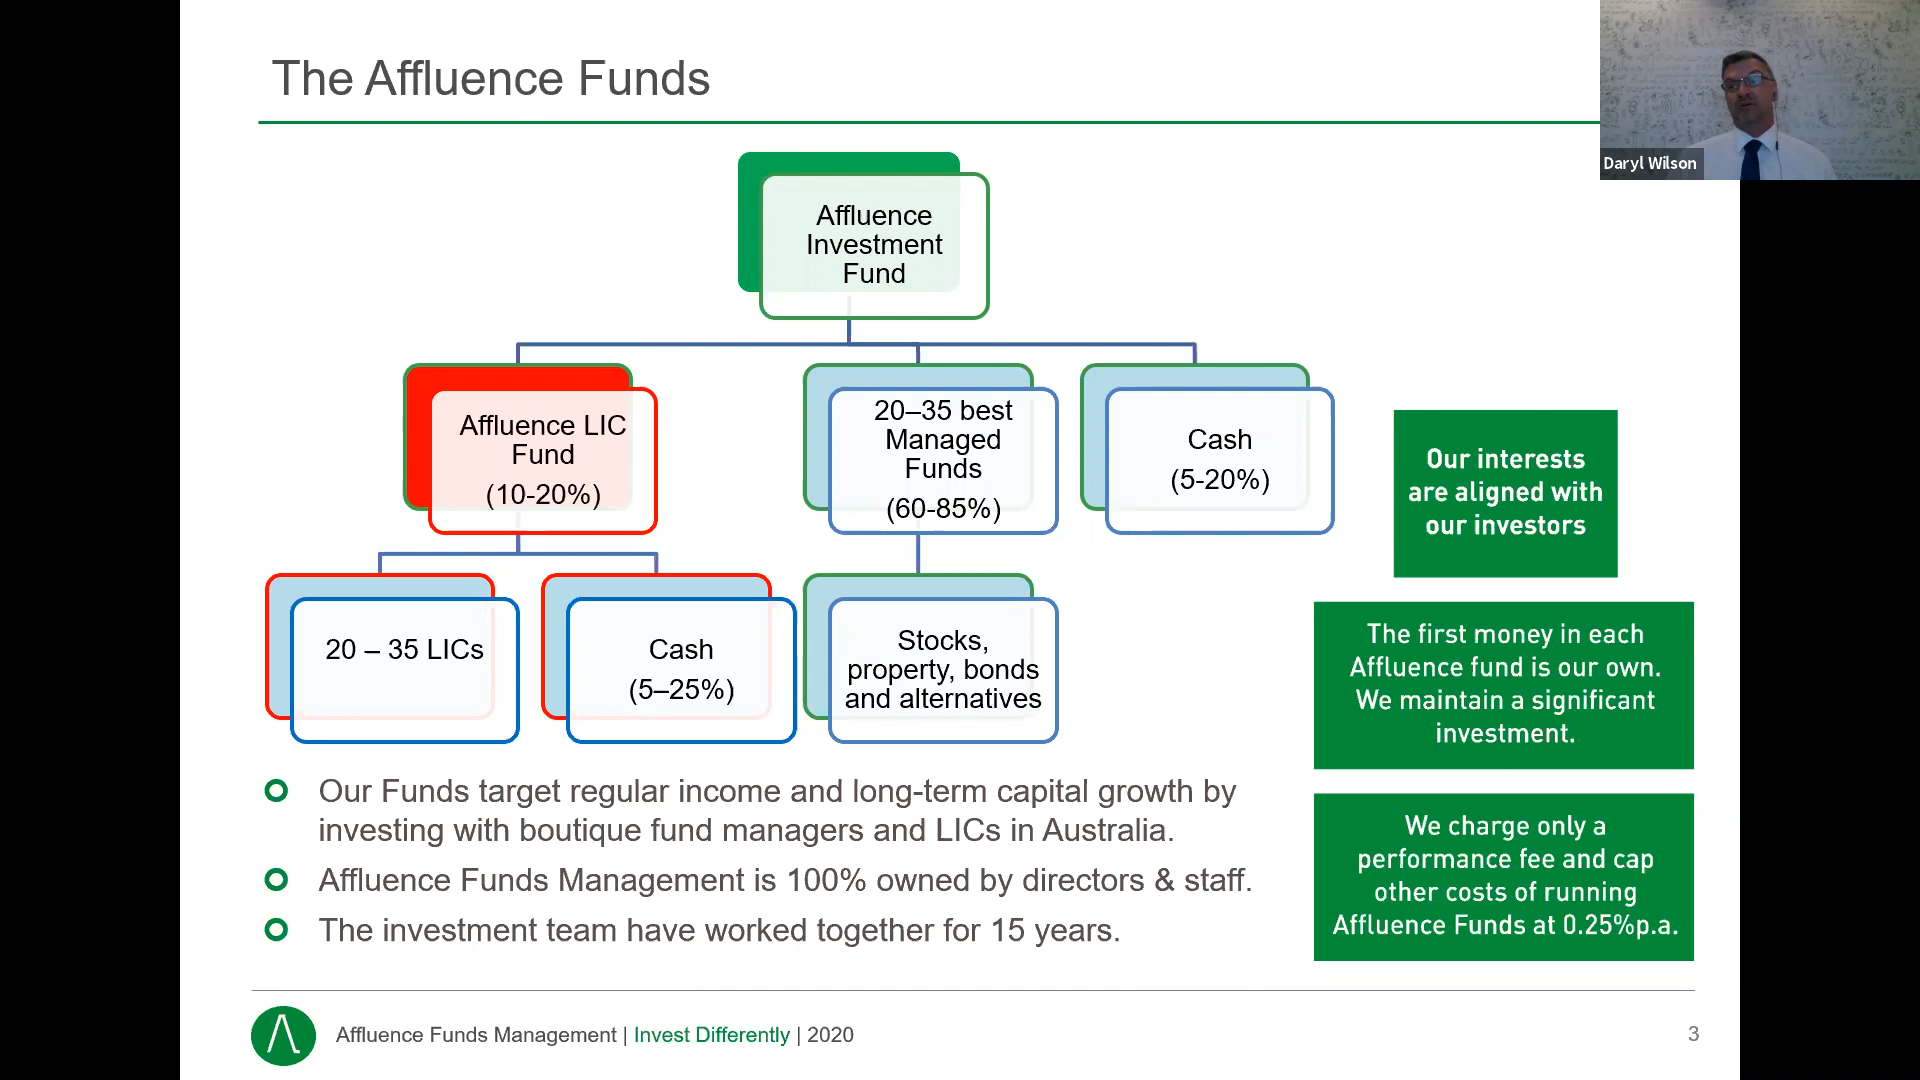 The Affluence Funds
Daryl Wilson
Affluence
Investment
Fund
Affluence LIC
Fund
(10-20%)
20–35 best
Managed
Funds
(60-85%)
Cash
(5-20%)
20 – 35 LICs
Cash
(5–25%)
Stocks,
property, bonds
and alternatives
Our interests
are aligned with
our investors
The first money in each
Affluence fund is our own.
We maintain a significant
investment.
We charge only a
performance fee and cap
other costs of running
Affluence Funds at 0.25%p.a.
Our Funds target regular income and long-term capital growth by
investing with boutique fund managers and LICs in Australia.
Affluence Funds Management is 100% owned by directors & staff.
The investment team have worked together for 15 years.
Affluence Funds Management | Invest Differently | 2020
3